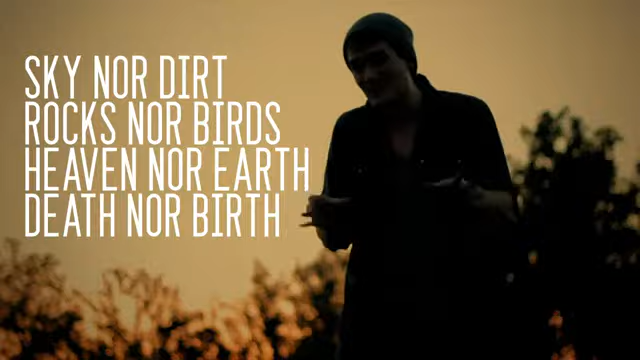 SKY NOR DIRT
ROCKS NOR BIRDS
HEAVEN NOR EARTH
DEATH NOR BIRTH